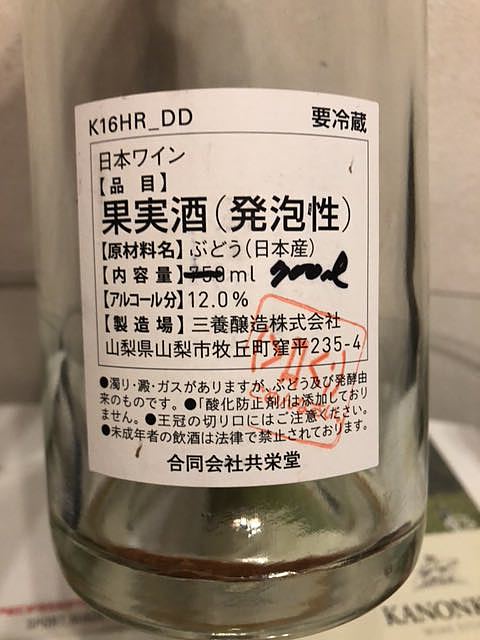 K16HR_DD 要冷蔵
日本ワイン
【品目】
果実酒(発泡性)
【原材料名】ぶどう(日本産)
【内容量】750ml 700ml
【アルコール分】12.0%
【製造場】三養醸造株式会社
山梨県山梨市牧丘町窪平235-4
●濁り・澱・ガスがありますが、ぶどう及び発酵由
来のものです。●「酸化防止剤」は添加しており
ません。●王冠の切り口にはご注意ください。
●未成年者の飲酒は法律で禁止されております。
合同会社共栄堂
KANONK